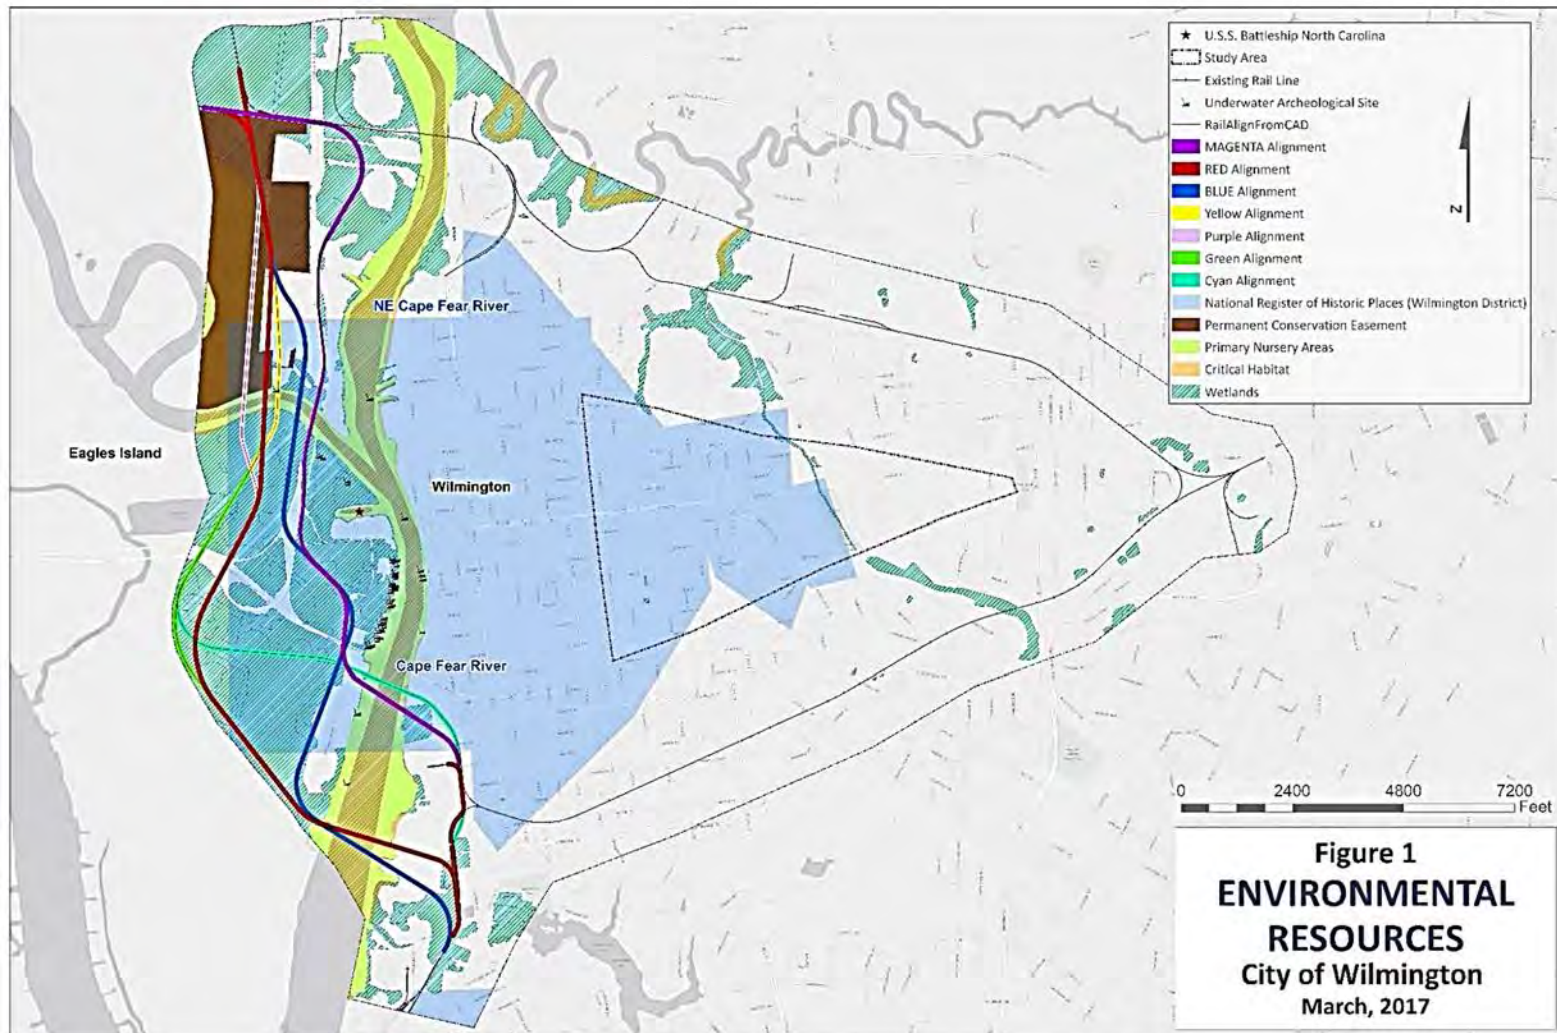 U.S.S. Battleship North Carolina
Study Area
Existing Rail Line
Underwater Archeological Site
RailAlignFromCAD
MAGENTA Alignment
RED Alignment
BLUE Alignment
Yellow Alignment
Purple Alignment
Green Alignment
Cyan Alignment
National Register of Historic Places (Wilmington District)
Permanent Conservation Easement
Primary Nursery Areas
Critical Habitat
Wetlands
N
NE Cape Fear River
Eagles Island
Wilmington
Cape Fear River
0 2400 4800 7200
Feet
Figure 1
ENVIRONMENTAL
RESOURCES
City of Wilmington
March, 2017